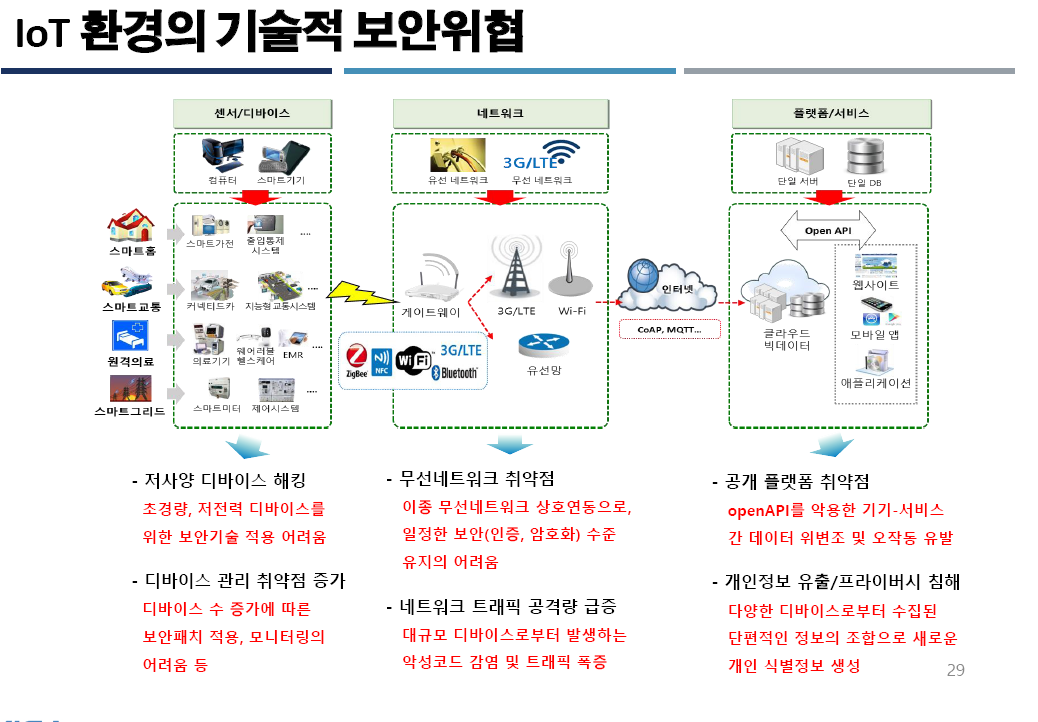 IoT 환경의 기술적 보안위협
센서/디바이스
컴퓨터
스마트기기
스마트홈
스마트가전
출입통제
시스템
....
스마트교통
커넥티드카
지능형 교통시스템
....
원격의료
의료기기
웨어러블
헬스케어
EMR
....
스마트그리드
스마트미터
제어시스템
....
- 저사양 디바이스 해킹
초경량, 저전력 디바이스를
위한 보안기술 적용 어려움
- 디바이스 관리 취약점 증가
디바이스 수 증가에 따른
보안패치 적용, 모니터링의
어려움 등
네트워크
3G/LTE
유선 네트워크
무선 네트워크
게이트웨이
3G/LTE
Wi-Fi
유선망
ZigBee
NFC
WiFi
3G/LTE
Bluetooth
인터넷
CoAP, MQTT...
- 무선네트워크 취약점
이종 무선네트워크 상호연동으로,
일정한 보안(인증, 암호화) 수준
유지의 어려움
- 네트워크 트래픽 공격량 급증
대규모 디바이스로부터 발생하는
악성코드 감염 및 트래픽 폭증
플랫폼/서비스
단일 서버
단일 DB
Open API
클라우드
빅데이터
웹사이트
모바일 앱
애플리케이션
- 공개 플랫폼 취약점
openAPI를 악용한 기기-서비스
간 데이터 위변조 및 오작동 유발
- 개인정보 유출/프라이버시 침해
다양한 디바이스로부터 수집된
단편적인 정보의 조합으로 새로운
개인 식별정보 생성
29